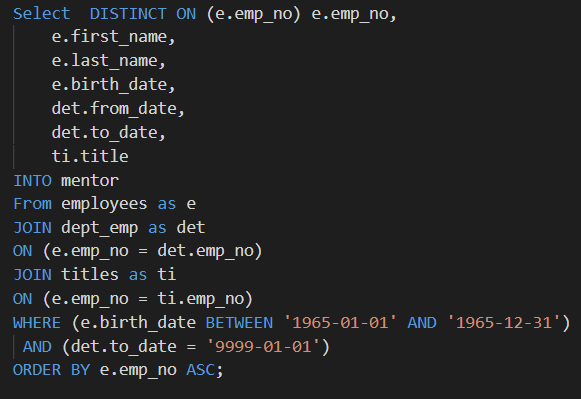 Select  DISTINCT ON (e.emp_no) e.emp_no,
    e.first_name,
    e.last_name,
    e.birth_date,
    det.from_date,
    det.to_date,
    ti.title
INTO mentor
From employees as e
JOIN dept_emp as det
ON (e.emp_no = det.emp_no)
JOIN titles as ti
ON (e.emp_no = ti.emp_no)
WHERE (e.birth_date BETWEEN '1965-01-01' AND '1965-12-31')
 AND (det.to_date = '9999-01-01')
ORDER BY e.emp_no ASC;